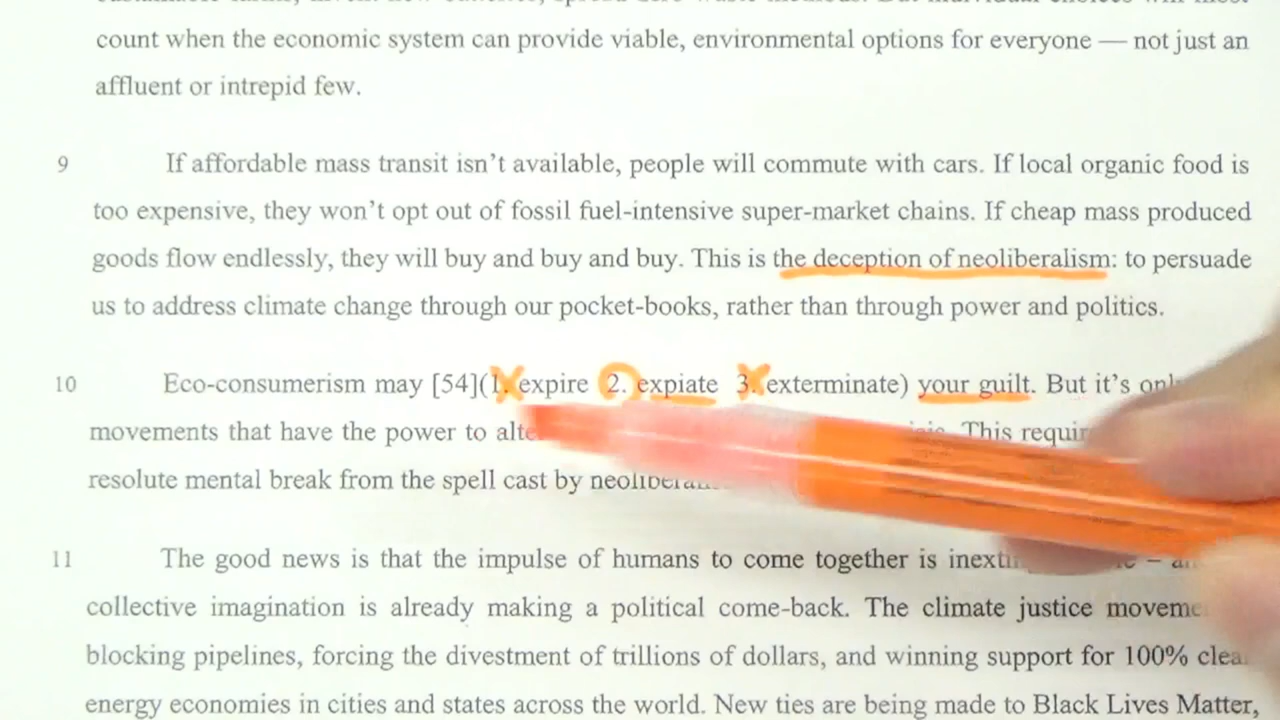 count when the economic system can provide viable, environmental options for everyone — not just an
affluent or intrepid few.
9 If affordable mass transit isn't available, people will commute with cars. If local organic food is
too expensive, they won't opt out of fossil fuel-intensive super-market chains. If cheap mass produced
goods flow endlessly, they will buy and buy and buy. This is the deception of neoliberalism: to persuade
us to address climate change through our pocket-books, rather than through power and politics.
10 Eco-consumerism may [54](1. expire 2. expiate 3. exterminate) your guilt. But it's only
movements that have the power to This
resolute mental break from the spell cast by
11 The good news is that the impulse of humans to come together is
collective imagination is already making a political come-back. The climate justice
blocking pipelines, forcing the divestment of trillions of dollars, and winning support for 100%
energy economies in cities and states across the world. New ties are being made to Black Lives Matter,